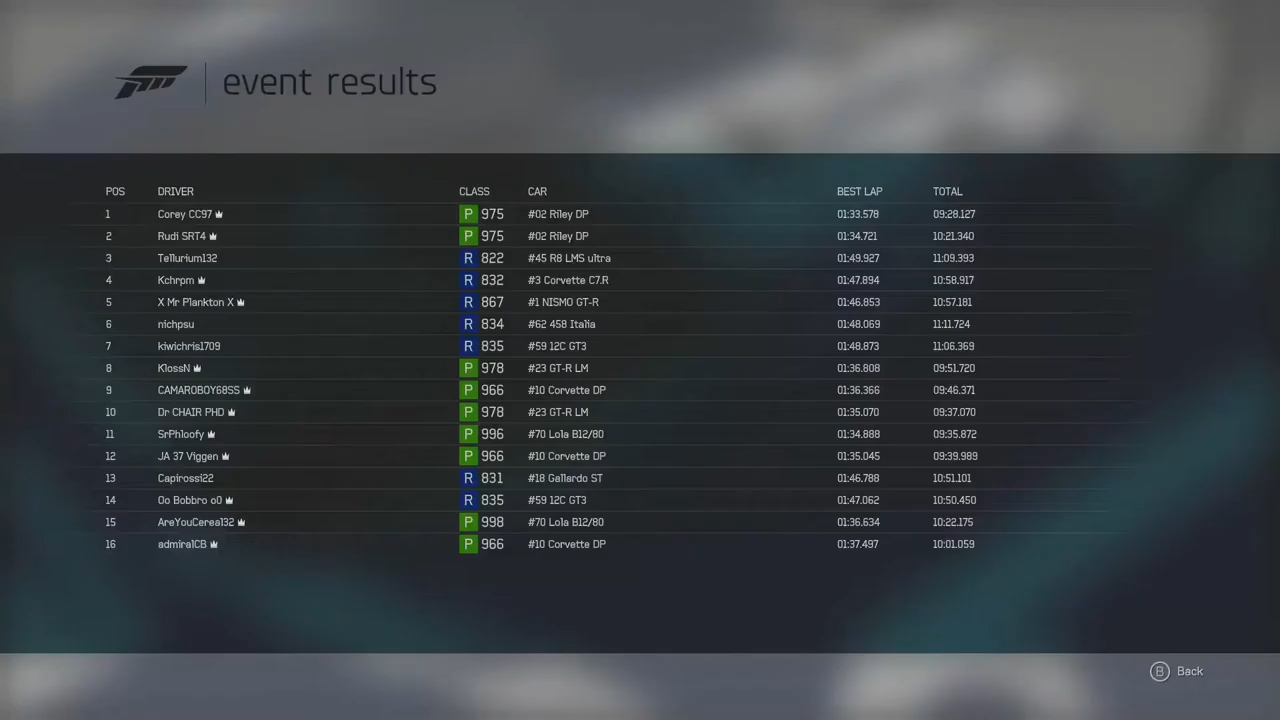 event results
POS DRIVER CLASS CAR BEST LAP TOTAL
1 Corey CC97 P 975 #02 Riley DP 01:33.578 09:28.127
2 Rudi SRT4 P 975 #02 Riley DP 01:34.721 10:21.340
3 Tellurium132 R 822 #45 R8 LMS ultra 01:49.927 11:09.393
4 Kchrpm R 832 #3 Corvette C7.R 01:47.894 10:58.917
5 X Mr Plankton X R 867 #1 NISMO GT-R 01:46.853 10:57.181
6 nichpsu R 834 #62 458 Italia 01:48.069 11:11.724
7 kiwichris1709 R 835 #59 12C GT3 01:48.873 11:06.369
8 KlossN P 978 #23 GT-R LM 01:36.808 09:51.720
9 CAMAROBOY68SS P 966 #10 Corvette DP 01:36.366 09:46.371
10 Dr CHAIR PHD P 978 #23 GT-R LM 01:35.070 09:37.070
11 SrPhloofy P 996 #70 Lola B12/80 01:34.888 09:35.872
12 JA 37 Viggen P 966 #10 Corvette DP 01:35.045 09:39.989
13 Capirossi22 R 831 #18 Gallardo ST 01:46.788 10:51.101
14 Oo Bobbro oO R 835 #59 12C GT3 01:47.062 10:50.450
15 AreYouCereal32 P 998 #70 Lola B12/80 01:36.634 10:22.175
16 admiralCB P 966 #10 Corvette DP 01:37.497 10:01.059
B Back